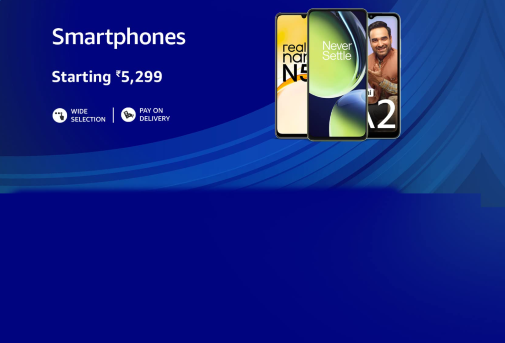 Smartphones
Starting ₹5,299
WIDE
SELECTION
PAY ON
DELIVERY
Never
Settle